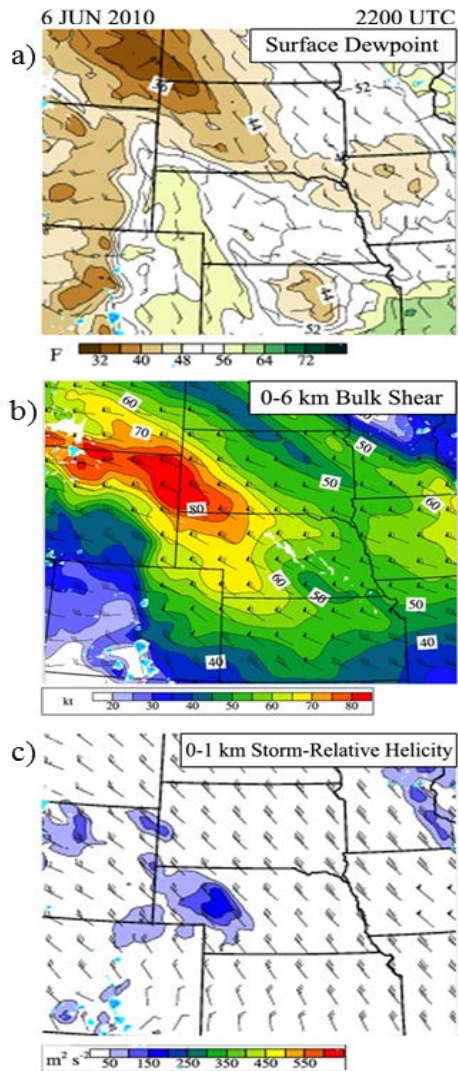 6 JUN 2010 2200 UTC
a)
Surface Dewpoint
52
36
44
44
52
F 32 40 48 56 64 72
b)
0-6 km Bulk Shear
60
70
50
80
60
60
50
50
40
40
kt 20 30 40 50 60 70 80
c)
0-1 km Storm-Relative Helicity
m² s⁻² 50 150 250 350 450 550